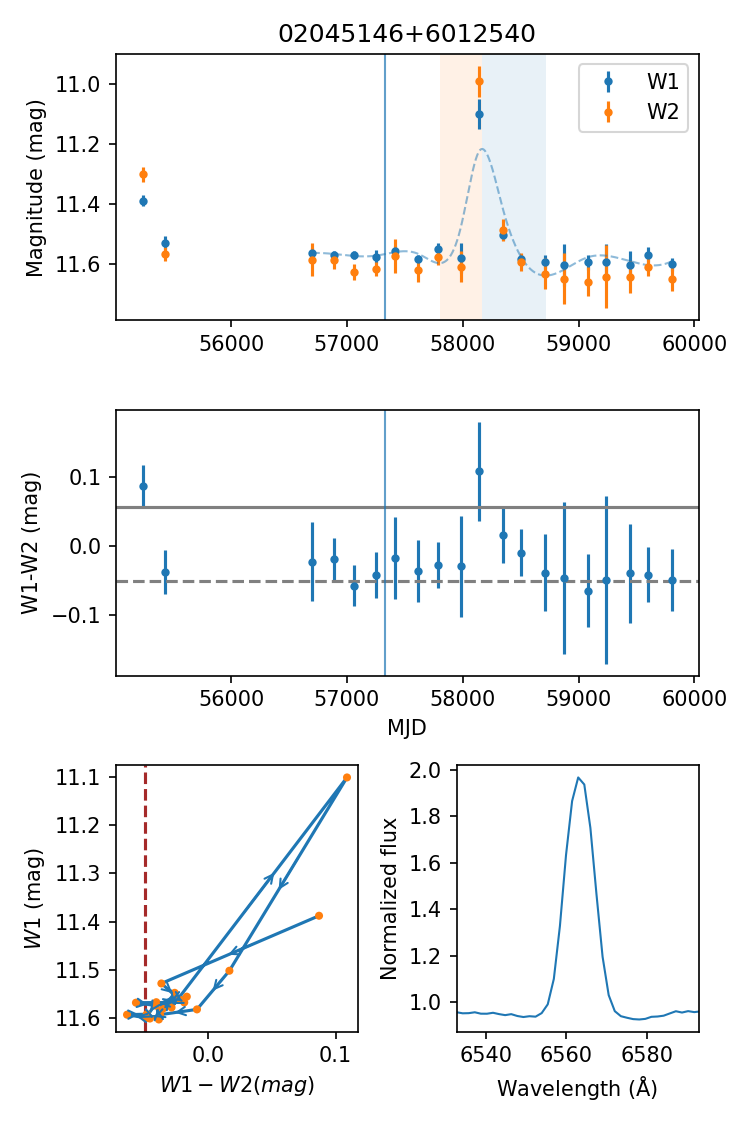 02045146+6012540
Magnitude (mag)
11.0
11.2
11.4
11.6
W1
W2
56000 57000 58000 59000 60000
W1-W2 (mag)
0.1
0.0
−0.1
56000 57000 58000 59000 60000
MJD
W1 (mag)
11.1
11.2
11.3
11.4
11.5
11.6
0.0 0.1
W1 − W2(mag)
Normalized flux
2.0
1.8
1.6
1.4
1.2
1.0
6540 6560 6580
Wavelength (Å)